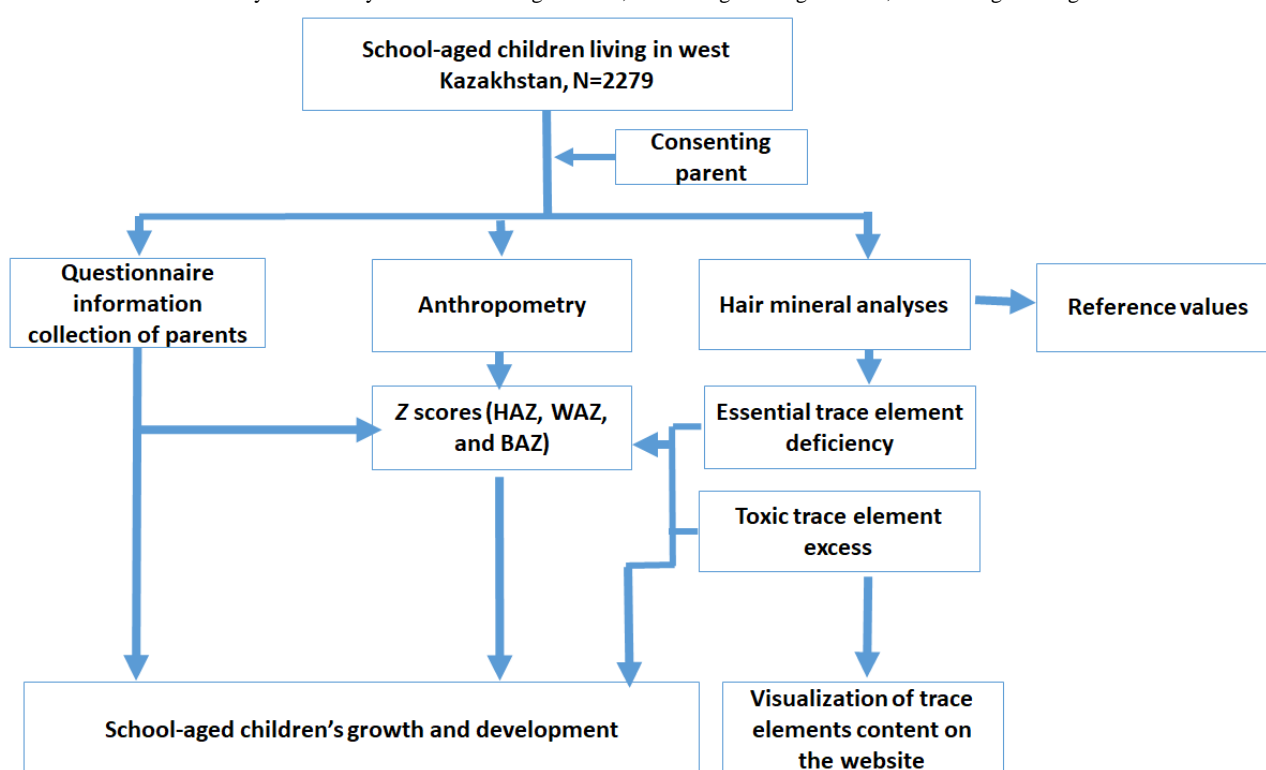 School-aged children living in west
Kazakhstan, N=2279
Consenting
parent
Questionnaire
information
collection of parents
Anthropometry
Hair mineral analyses
Reference values
Z scores (HAZ, WAZ,
and BAZ)
Essential trace element
deficiency
Toxic trace element
excess
School-aged children's growth and development
Visualization of trace
elements content on
the website